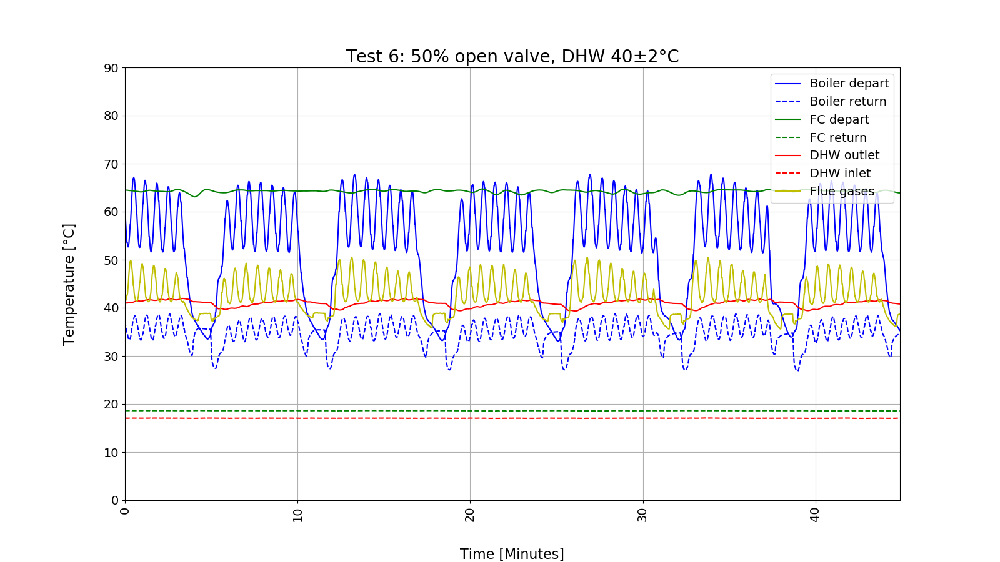 Test 6: 50% open valve, DHW 40±2°C
90
80
70
60
50
40
30
20
10
0
Temperature [°C]
Boiler depart
Boiler return
FC depart
FC return
DHW outlet
DHW inlet
Flue gases
0
10
20
30
40
Time [Minutes]